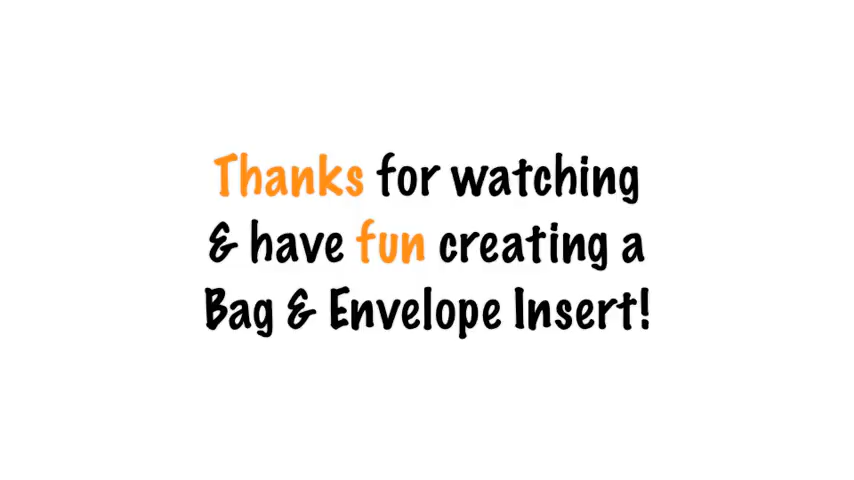 Thanks for watching
& have fun creating a
Bag & Envelope Insert!